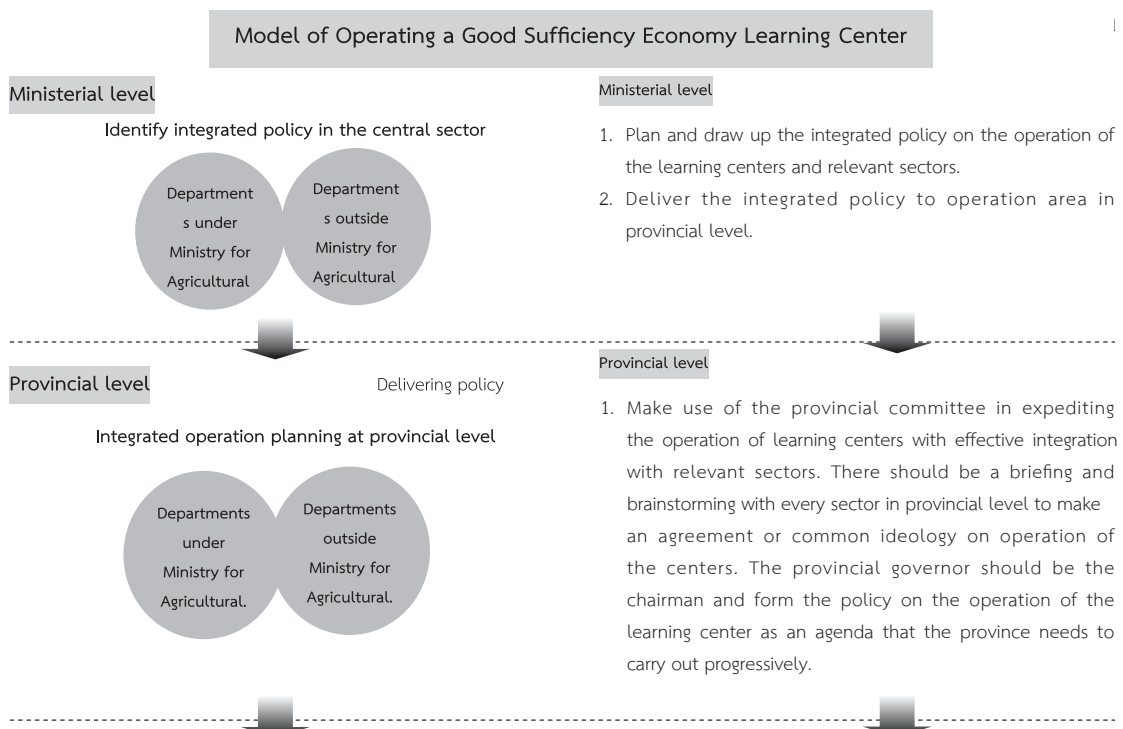 Model of Operating a Good Sufficiency Economy Learning Center
Ministerial level
Identify integrated policy in the central sector
Department
s under
Ministry for
Agricultural
Department
s outside
Ministry for
Agricultural
Ministerial level
1. Plan and draw up the integrated policy on the operation of
the learning centers and relevant sectors.
2. Deliver the integrated policy to operation area in
provincial level.
Provincial level
Delivering policy
Integrated operation planning at provincial level
Departments
under
Ministry for
Agricultural.
Departments
outside
Ministry for
Agricultural.
Provincial level
1. Make use of the provincial committee in expediting
the operation of learning centers with effective integration
with relevant sectors. There should be a briefing and
brainstorming with every sector in provincial level to make
an agreement or common ideology on operation of
the centers. The provincial governor should be the
chairman and form the policy on the operation of the
learning center as an agenda that the province needs to
carry out progressively.